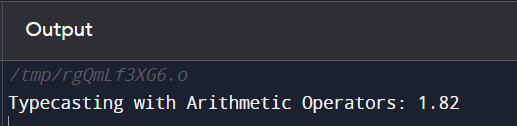 Output
/tmp/rgQmLf3XG6.o
Typecasting with Arithmetic Operators: 1.82